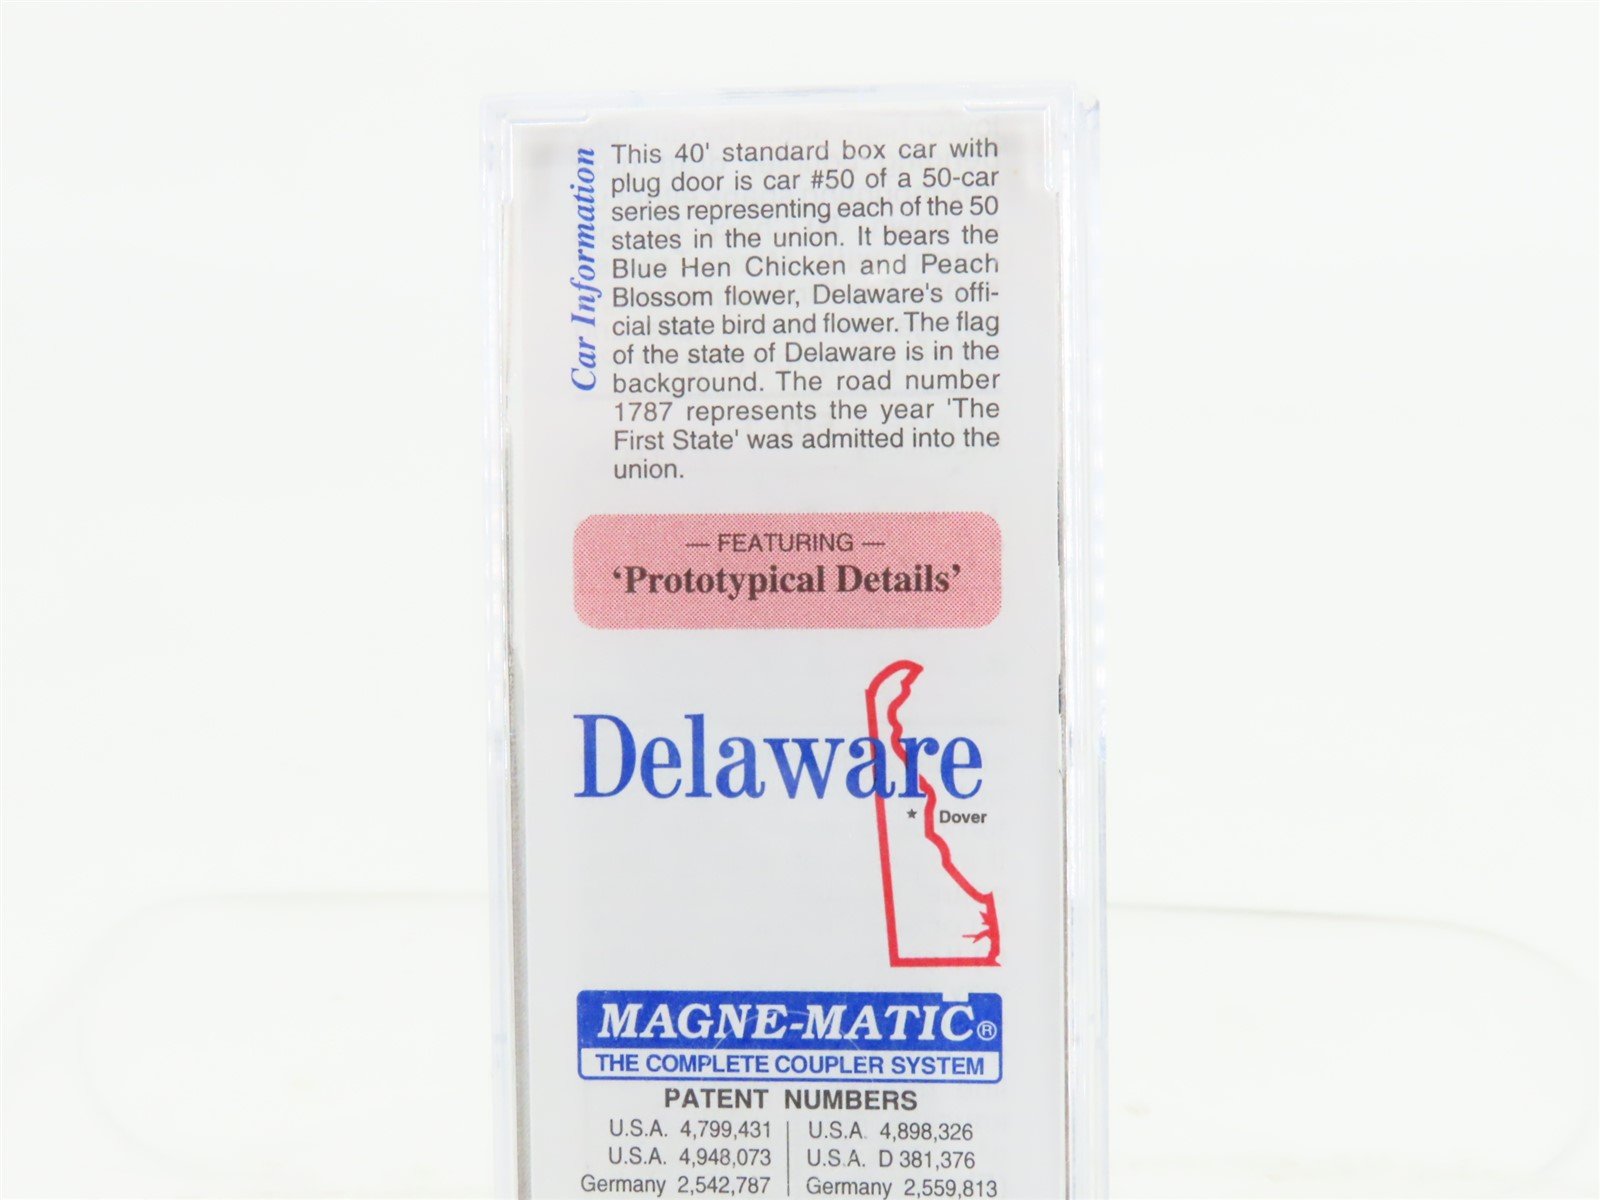 Car Information
This 40' standard box car with
plug door is car #50 of a 50-car
series representing each of the 50
states in the union. It bears the
Blue Hen Chicken and Peach
Blossom flower, Delaware's offi-
cial state bird and flower. The flag
of the state of Delaware is in the
background. The road number
1787 represents the year 'The
First State' was admitted into the
union.
— FEATURING —
‘Prototypical Details’
Delaware
★ Dover
MAGNE-MATIC®
THE COMPLETE COUPLER SYSTEM
PATENT NUMBERS
U.S.A. 4,799,431 | U.S.A. 4,898,326
U.S.A. 4,948,073 | U.S.A. D 381,376
Germany 2,542,787 | Germany 2,559,813